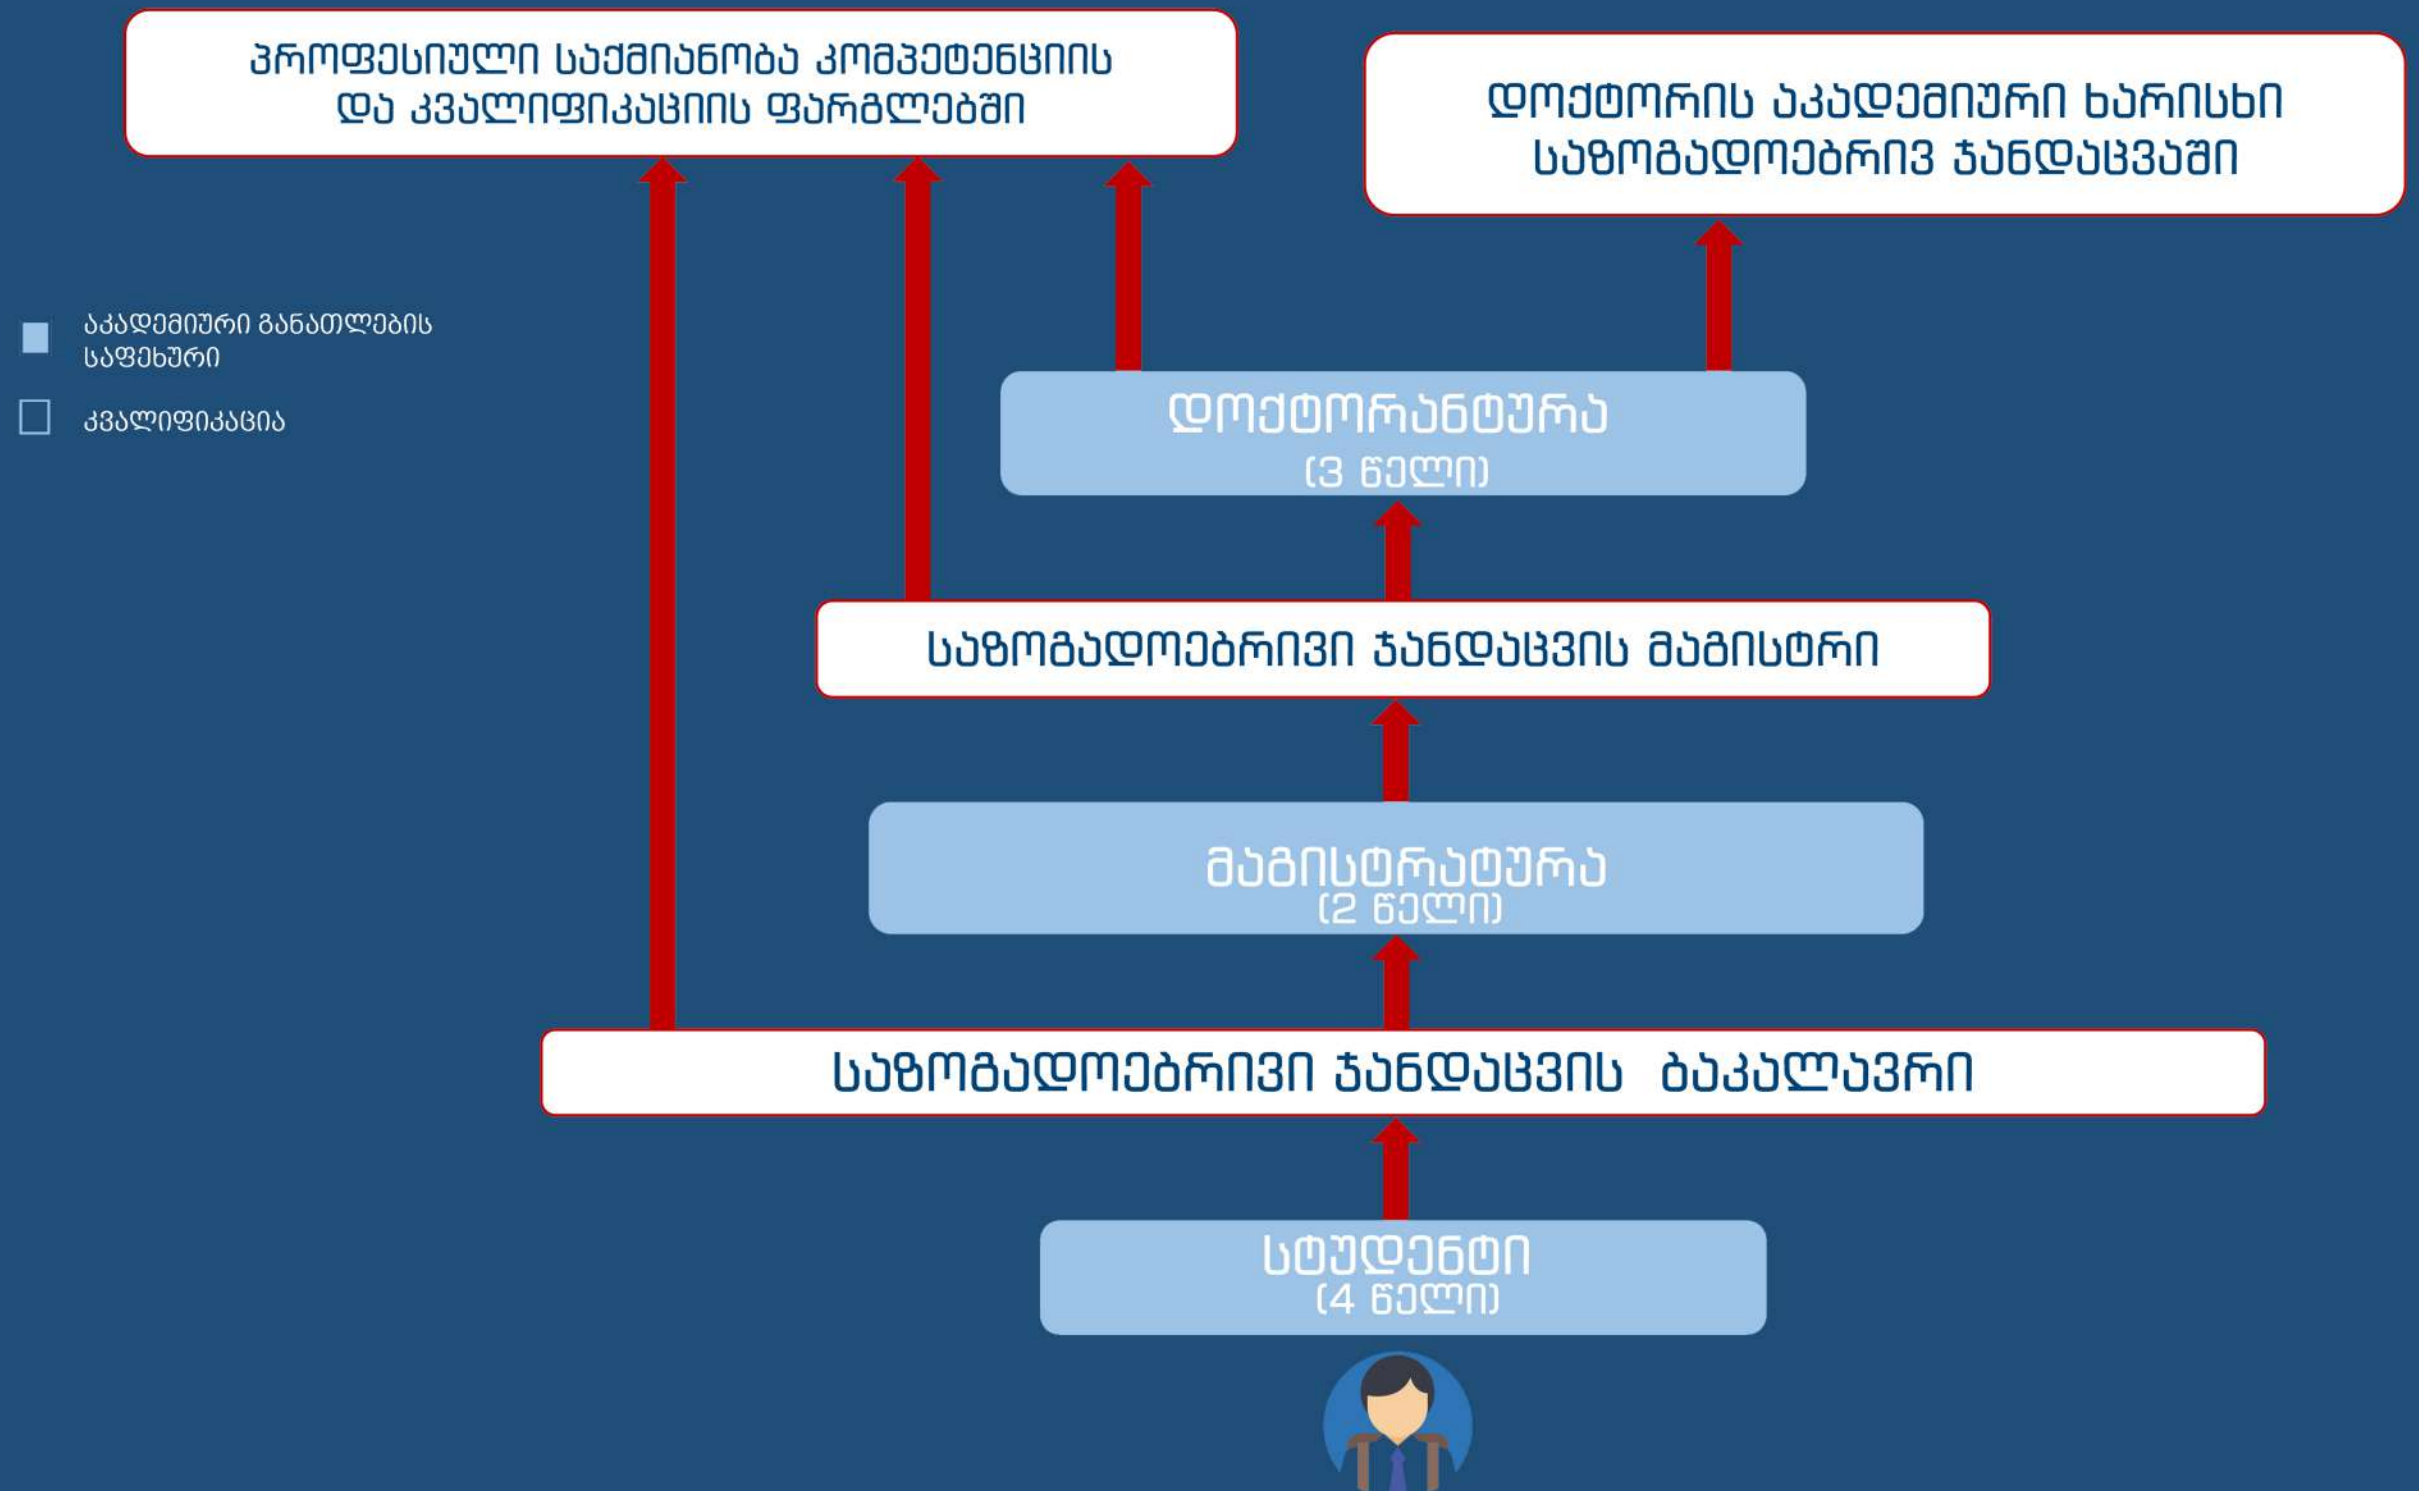 პროფესიული საქმიანობა კომპეტენციის
და კვალიფიკაციის ფარგლებში
დოქტორის აკადემიური ხარისხი
საზოგადოებრივ ჯანდაცვაში
აკადემიური განათლების
საფეხური
კვალიფიკაცია
დოქტორანტურა
(3 წელი)
საზოგადოებრივი ჯანდაცვის მაგისტრი
მაგისტრატურა
(2 წელი)
საზოგადოებრივი ჯანდაცვის ბაკალავრი
სტუდენტი
(4 წელი)